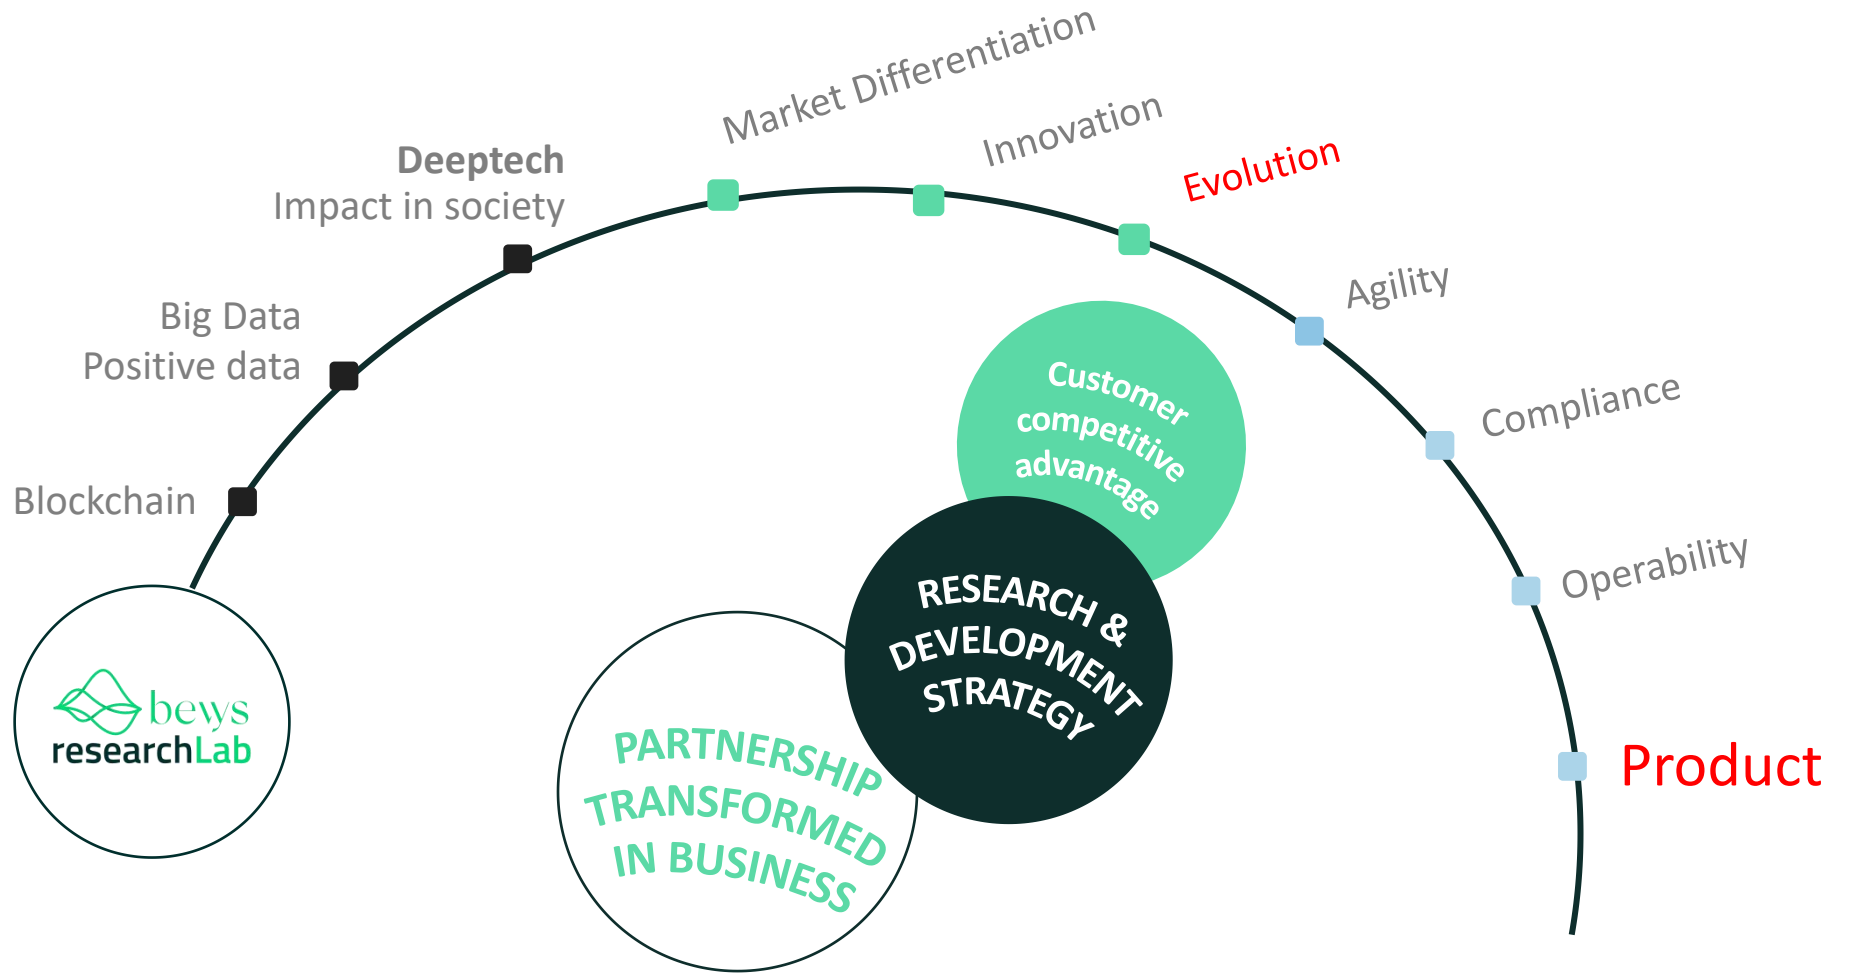 Market Differentiation
Innovation
Evolution
Deeptech
Impact in society
Big Data
Positive data
Blockchain
Agility
Compliance
Operability
Product
Customer
competitive
advantage
RESEARCH &
DEVELOPMENT
STRATEGY
PARTNERSHIP
TRANSFORMED
IN BUSINESS
bews
researchLab